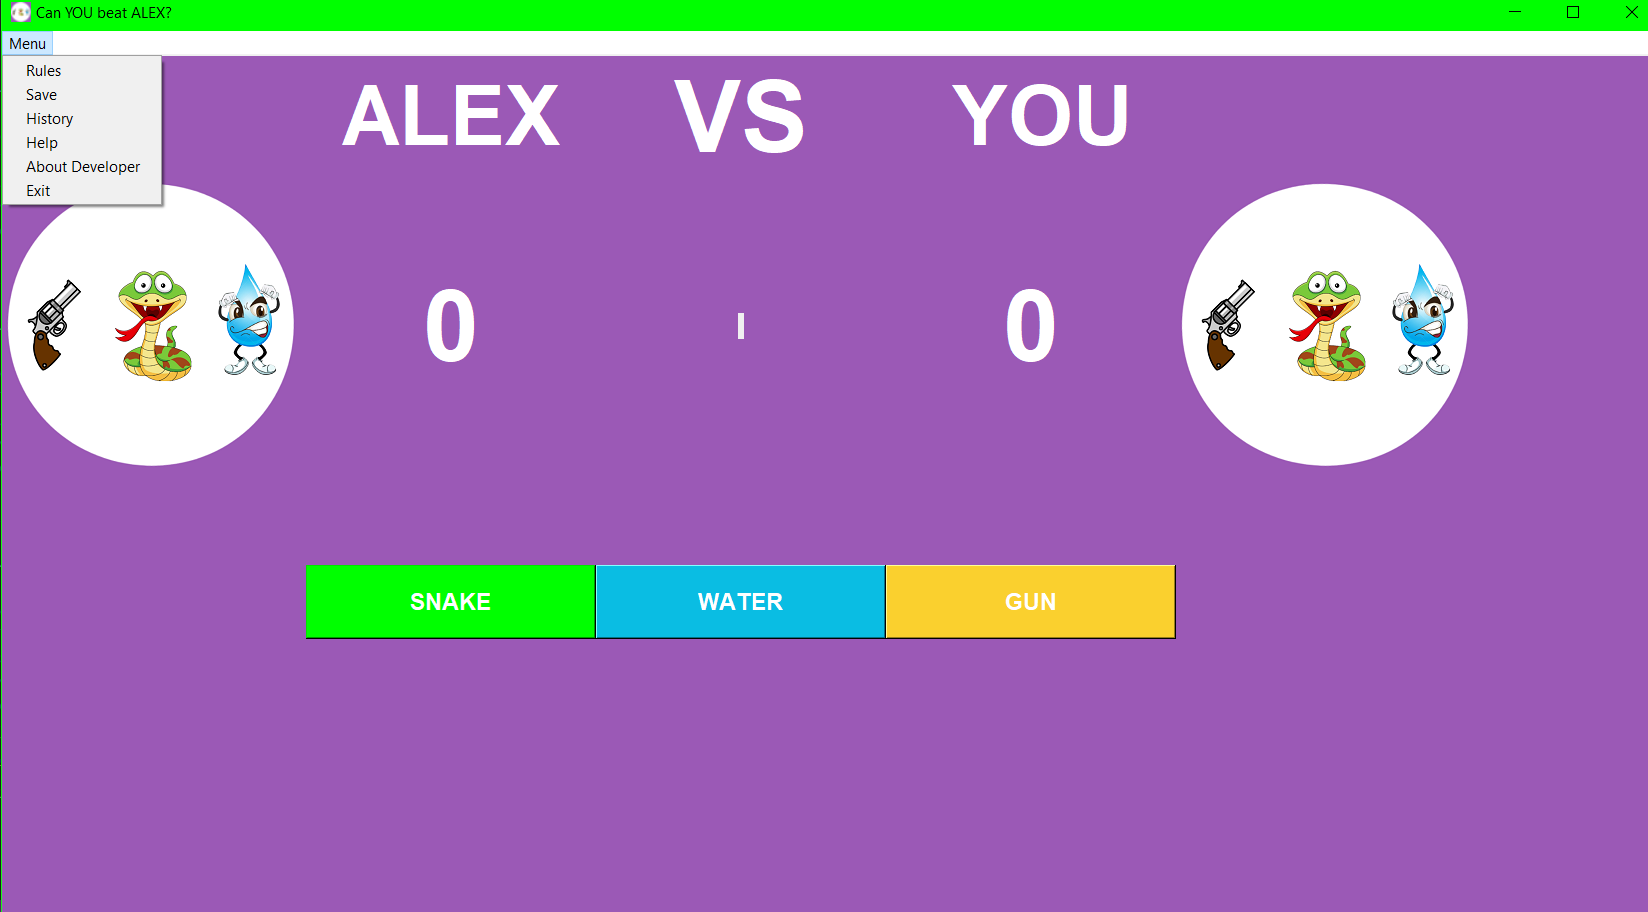 Can YOU beat ALEX?
Menu
Rules
Save
History
Help
About Developer
Exit
ALEX VS YOU
0 - 0
SNAKE WATER GUN